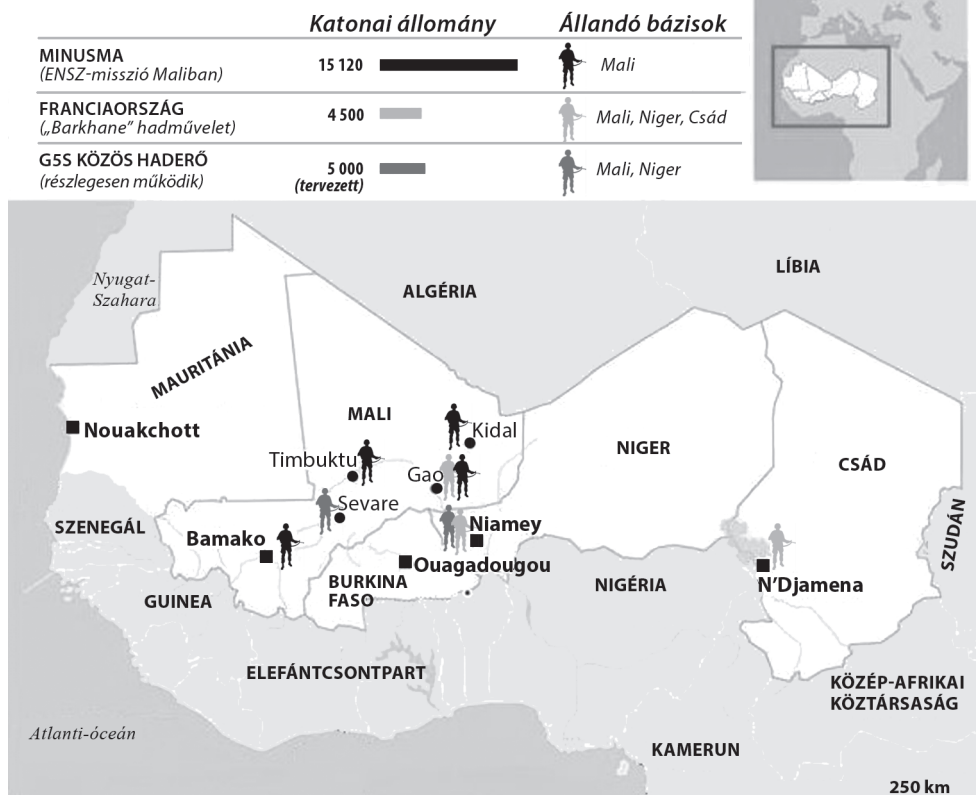 Katonai állomány
Állandó bázisok
MINUSMA
(ENSZ-misszió Maliban)
15 120
Mali
FRANCIAORSZÁG
(„Barkhane” hadművelet)
4 500
Mali, Niger, Csád
G5S KÖZÖS HADERŐ
(részlegesen működik)
5 000
(tervezett)
Mali, Niger
LÍBIA
Nyugat-
Szahara
ALGÉRIA
MAURITÁNIA
MALI
Nouakchott
Kidal
NIGER
Timbuktu
CSÁD
Gao
Sevare
SZENEGÁL
Niamey
SZUDÁN
Bamako
Ouagadougou
BURKINA
FASO
NIGÉRIA
N’Djamena
GUINEA
ELEFÁNTCSONTPART
KÖZÉP-AFRIKAI
KÖZTÁRSASÁG
Atlanti-óceán
KAMERUN
250 km